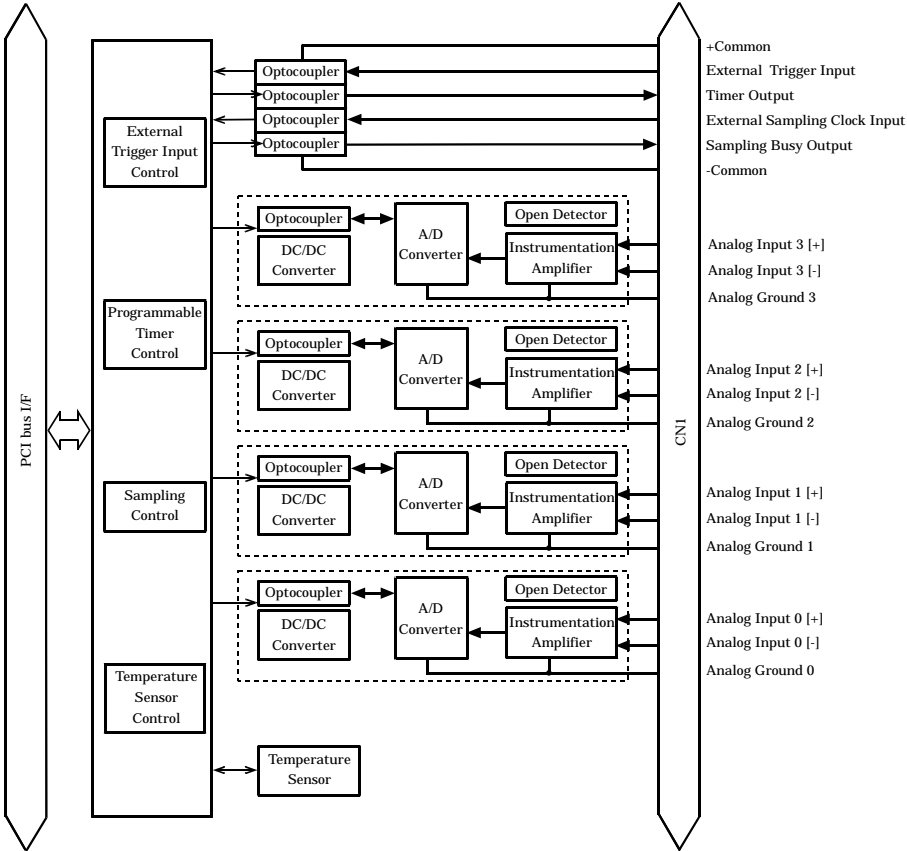 PCI bus I/F
External
Trigger Input
Control
Programmable
Timer
Control
Sampling
Control
Temperature
Sensor
Control
Optocoupler
Optocoupler
Optocoupler
Optocoupler
Optocoupler
DC/DC
Converter
A/D
Converter
Open Detector
Instrumentation
Amplifier
Optocoupler
DC/DC
Converter
A/D
Converter
Open Detector
Instrumentation
Amplifier
Optocoupler
DC/DC
Converter
A/D
Converter
Open Detector
Instrumentation
Amplifier
Optocoupler
DC/DC
Converter
A/D
Converter
Open Detector
Instrumentation
Amplifier
Temperature
Sensor
CN1
+Common
External Trigger Input
Timer Output
External Sampling Clock Input
Sampling Busy Output
-Common
Analog Input 3 [+]
Analog Input 3 [-]
Analog Ground 3
Analog Input 2 [+]
Analog Input 2 [-]
Analog Ground 2
Analog Input 1 [+]
Analog Input 1 [-]
Analog Ground 1
Analog Input 0 [+]
Analog Input 0 [-]
Analog Ground 0